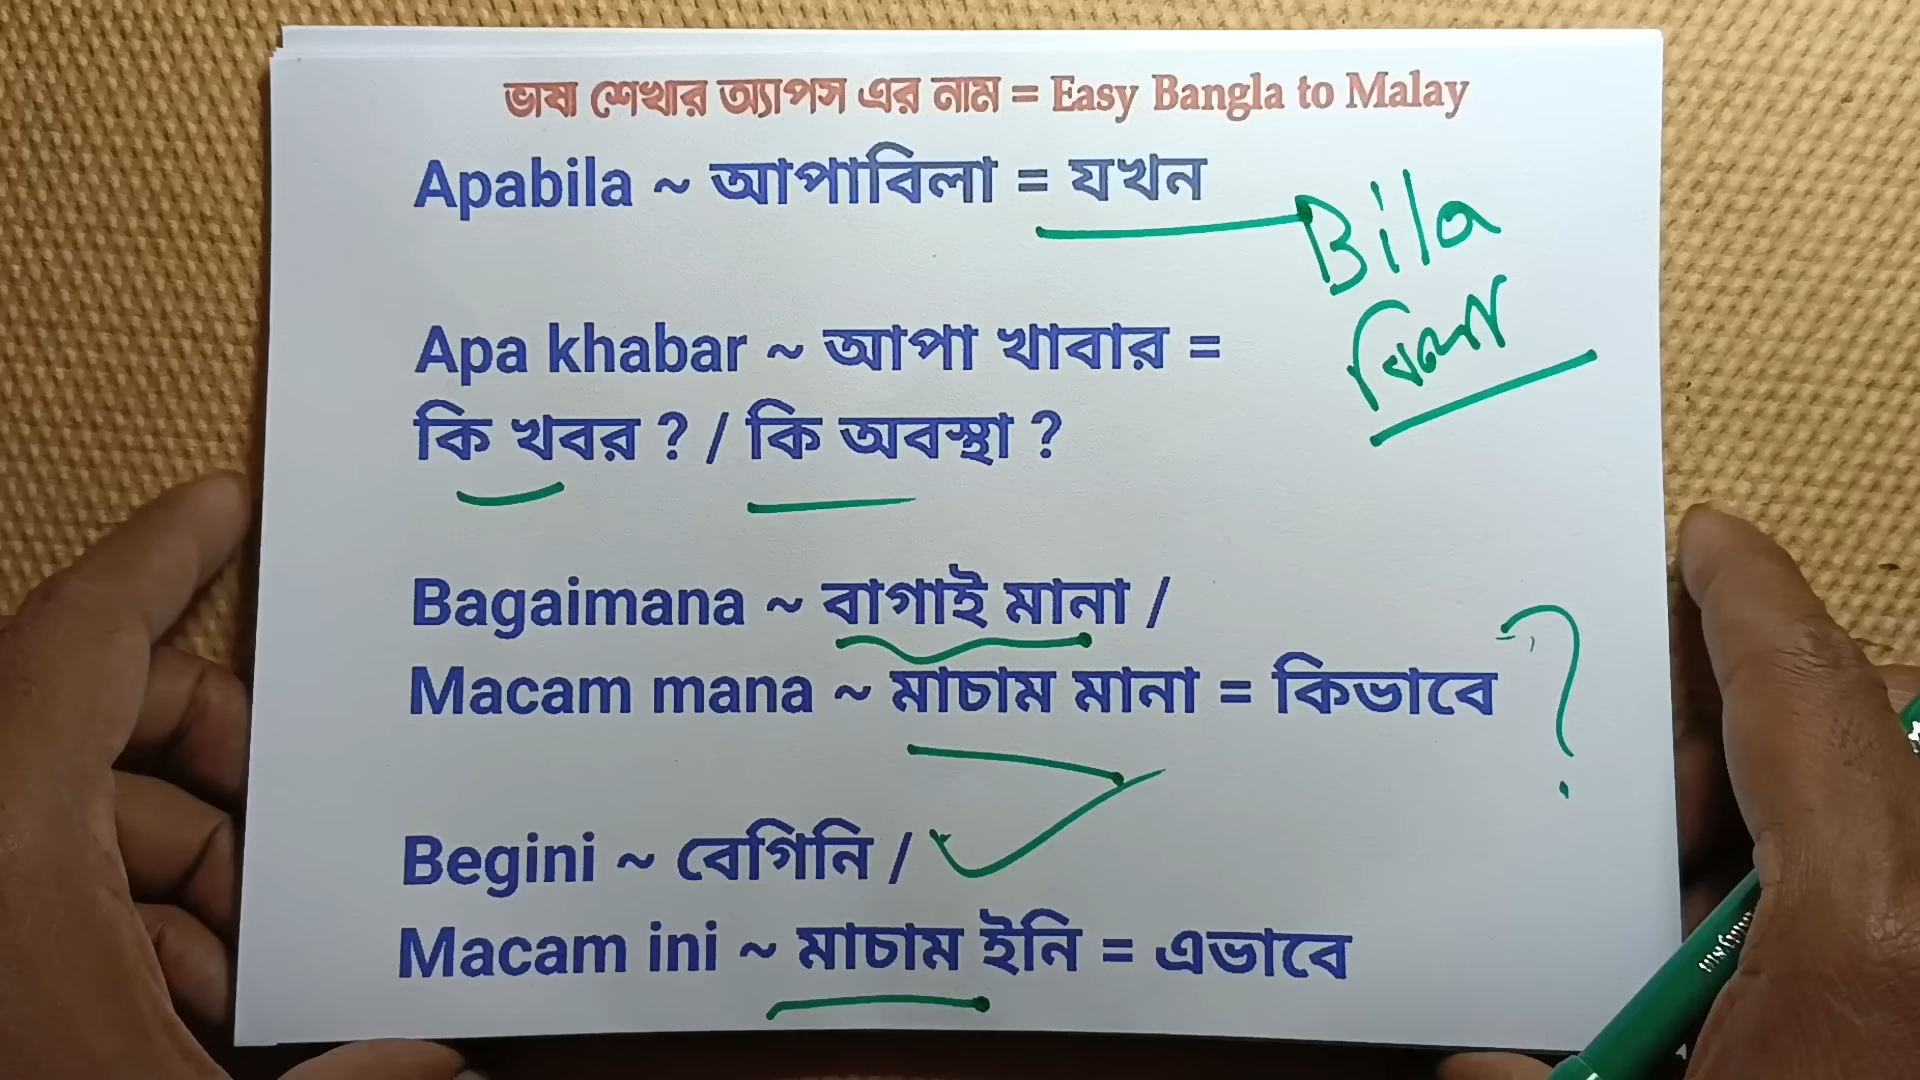 ভাষা শেখার অ্যাপস এর নাম = Easy Bangla to Malay
Apabila ~ আপাবিলা = যখন
Bila
বিলা
Apa khabar ~ আপা খাবার =
কি খবর ? / কি অবস্থা ?
Bagaimana ~ বাগাই মানা /
Macam mana ~ মাচাম মানা = কিভাবে ?
Begini ~ বেগিনি /
Macam ini ~ মাচাম ইনি = এভাবে